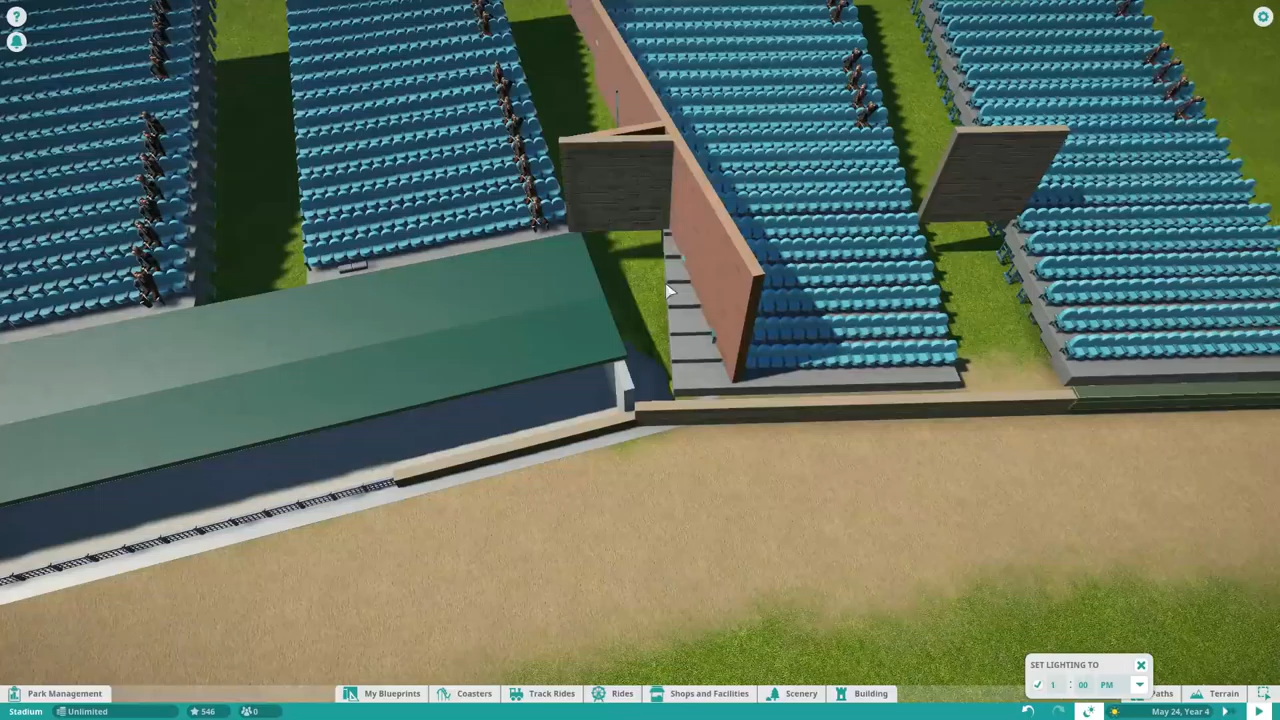 ?
SET LIGHTING TO
1 : 00 PM
Park Management My Blueprints Coasters Track Rides Rides Shops and Facilities Scenery Building Paths Terrain
Stadium Unlimited 546 0 May 24, Year 4